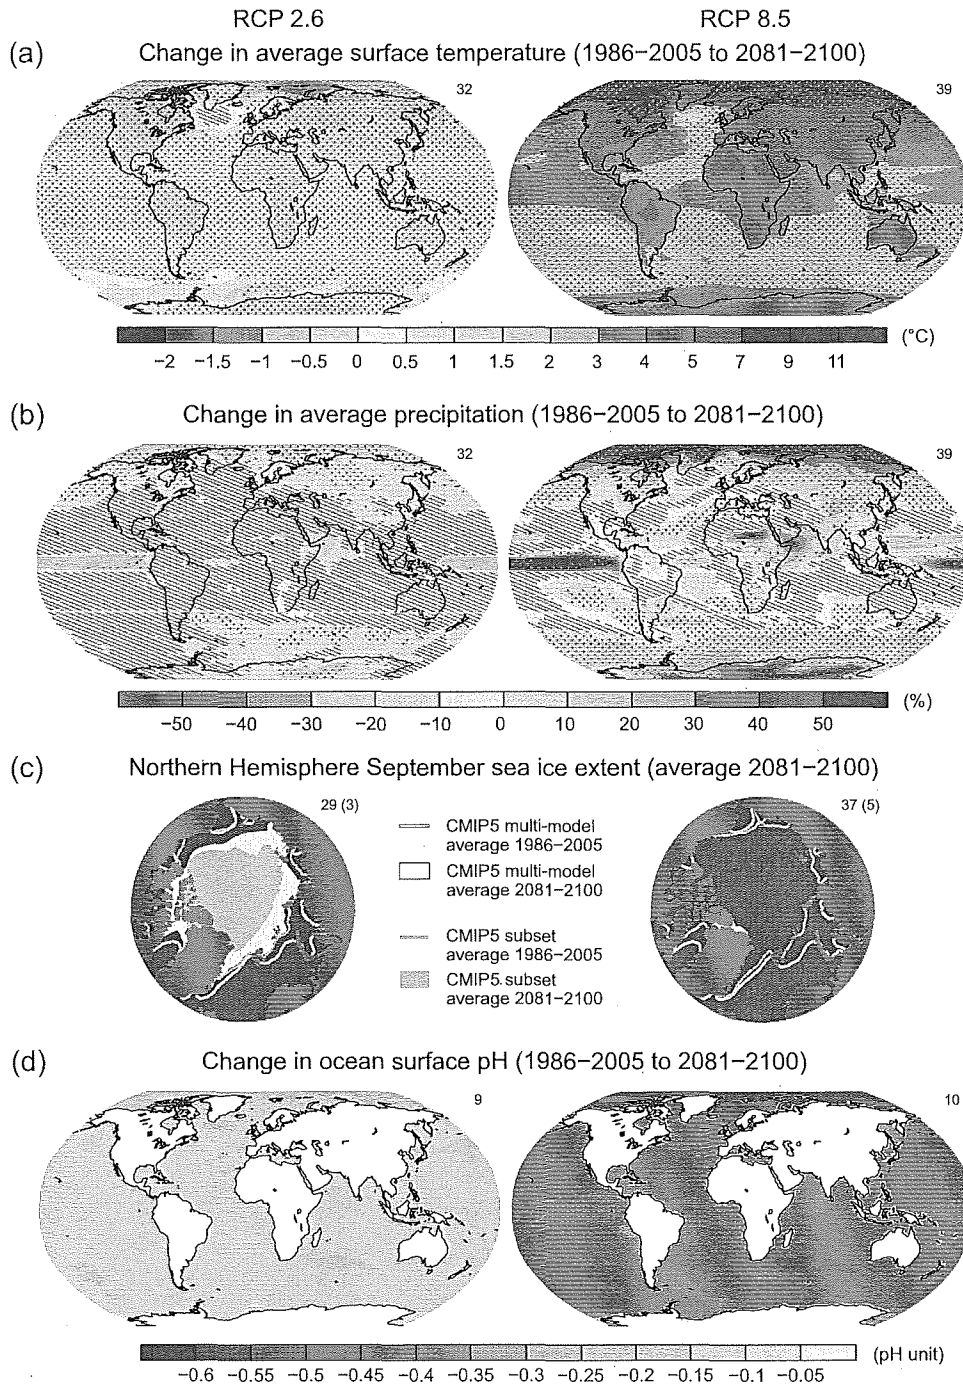 RCP 2.6 RCP 8.5
(a) Change in average surface temperature (1986−2005 to 2081−2100)
32 39
−2 −1.5 −1 −0.5 0 0.5 1 1.5 2 3 4 5 7 9 11 (°C)
(b) Change in average precipitation (1986−2005 to 2081−2100)
32 39
−50 −40 −30 −20 −10 0 10 20 30 40 50 (%)
(c) Northern Hemisphere September sea ice extent (average 2081−2100)
29 (3) 37 (5)
CMIP5 multi-model
average 1986−2005
CMIP5 multi-model
average 2081−2100
CMIP5 subset
average 1986−2005
CMIP5 subset
average 2081−2100
(d) Change in ocean surface pH (1986−2005 to 2081−2100)
9 10
−0.6 −0.55 −0.5 −0.45 −0.4 −0.35 −0.3 −0.25 −0.2 −0.15 −0.1 −0.05 (pH unit)